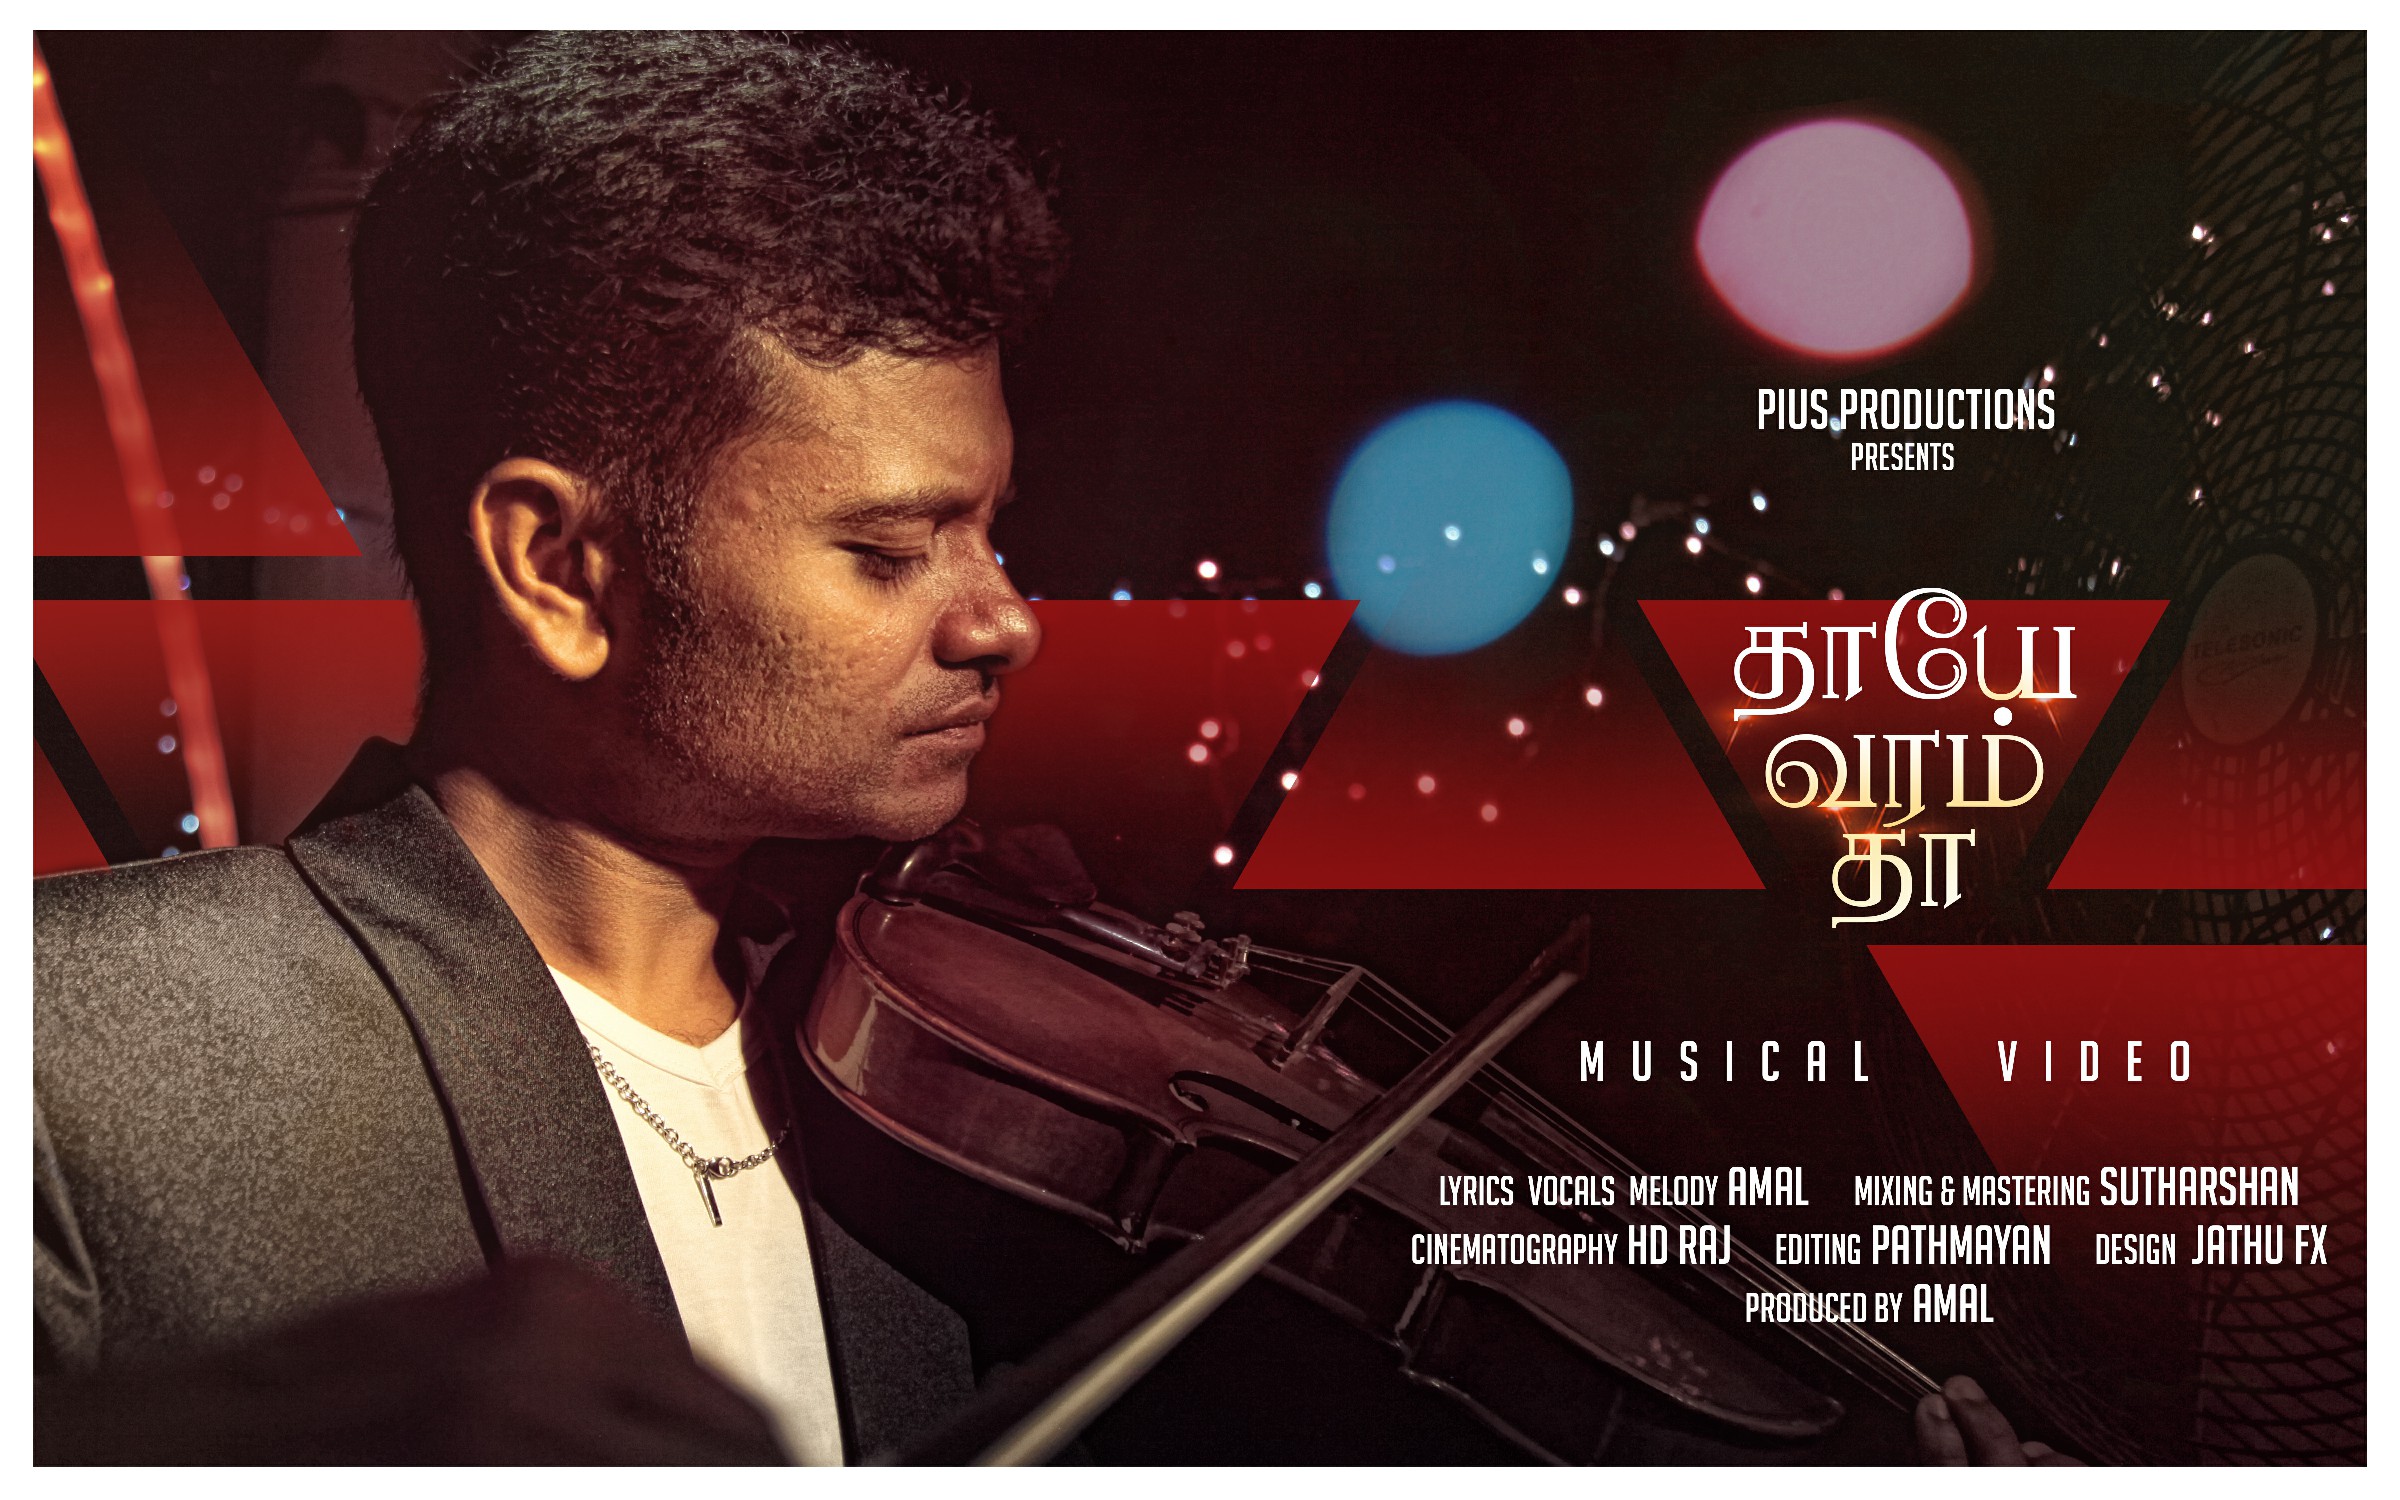 PIUS PRODUCTIONS
PRESENTS
TELESONIC
தாயே
வரம்
தா
MUSICAL VIDEO
LYRICS VOCALS MELODY AMAL MIXING & MASTERING SUTHARSHAN
CINEMATOGRAPHY HD RAJ EDITING PATHMAYAN DESIGN JATHU FX
PRODUCED BY AMAL